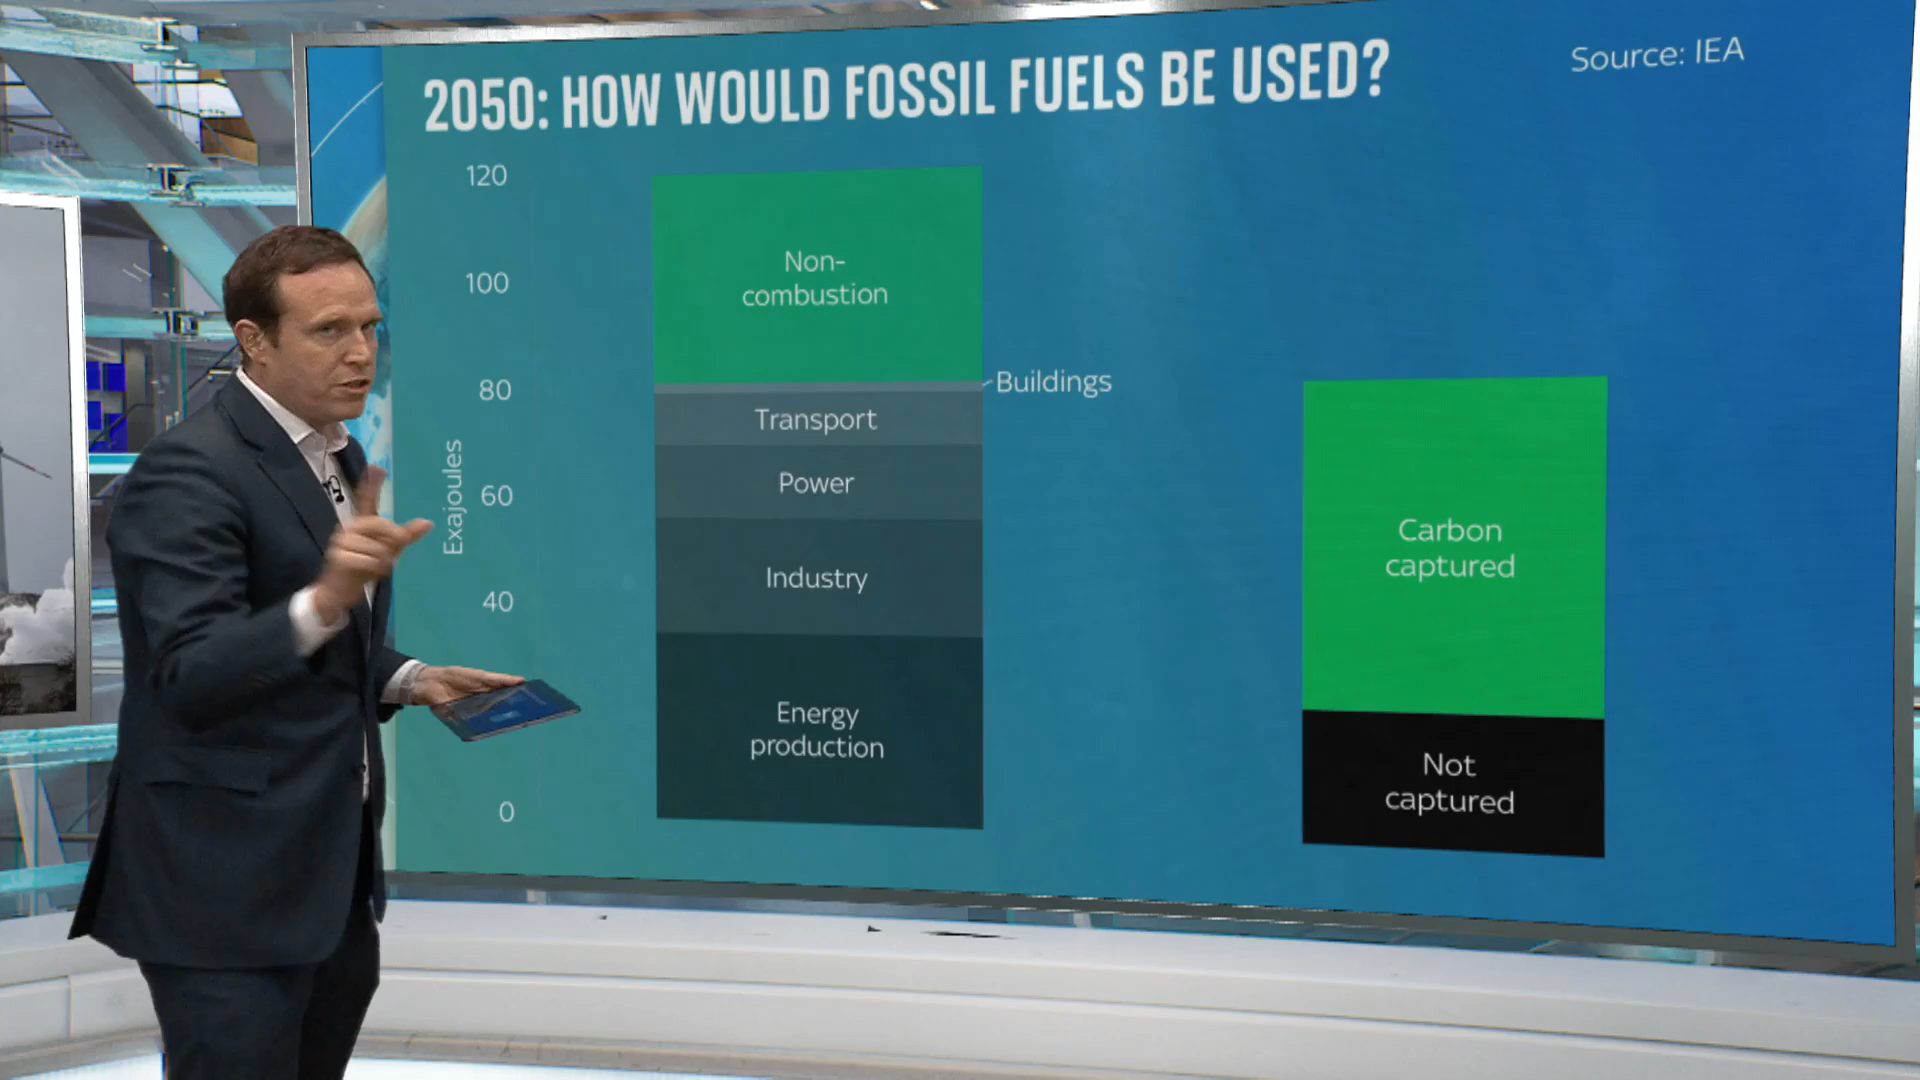 2050: HOW WOULD FOSSIL FUELS BE USED?
Source: IEA
120
100
80
60
40
0
Exajoules
Non-
combustion
Buildings
Transport
Power
Industry
Energy
production
Carbon
captured
Not
captured